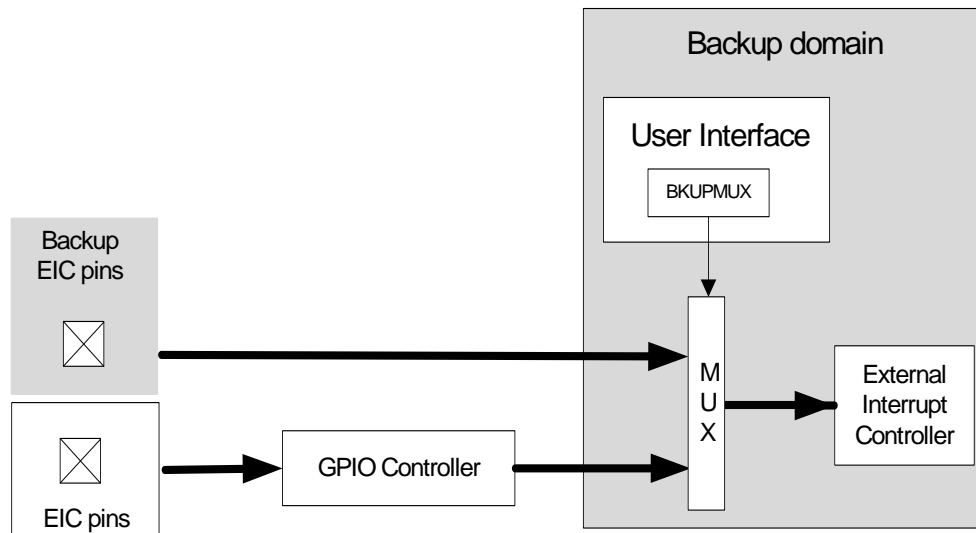 Backup domain
User Interface
BKUPMUX
Backup
EIC pins
M
U
X
External
Interrupt
Controller
GPIO Controller
EIC pins